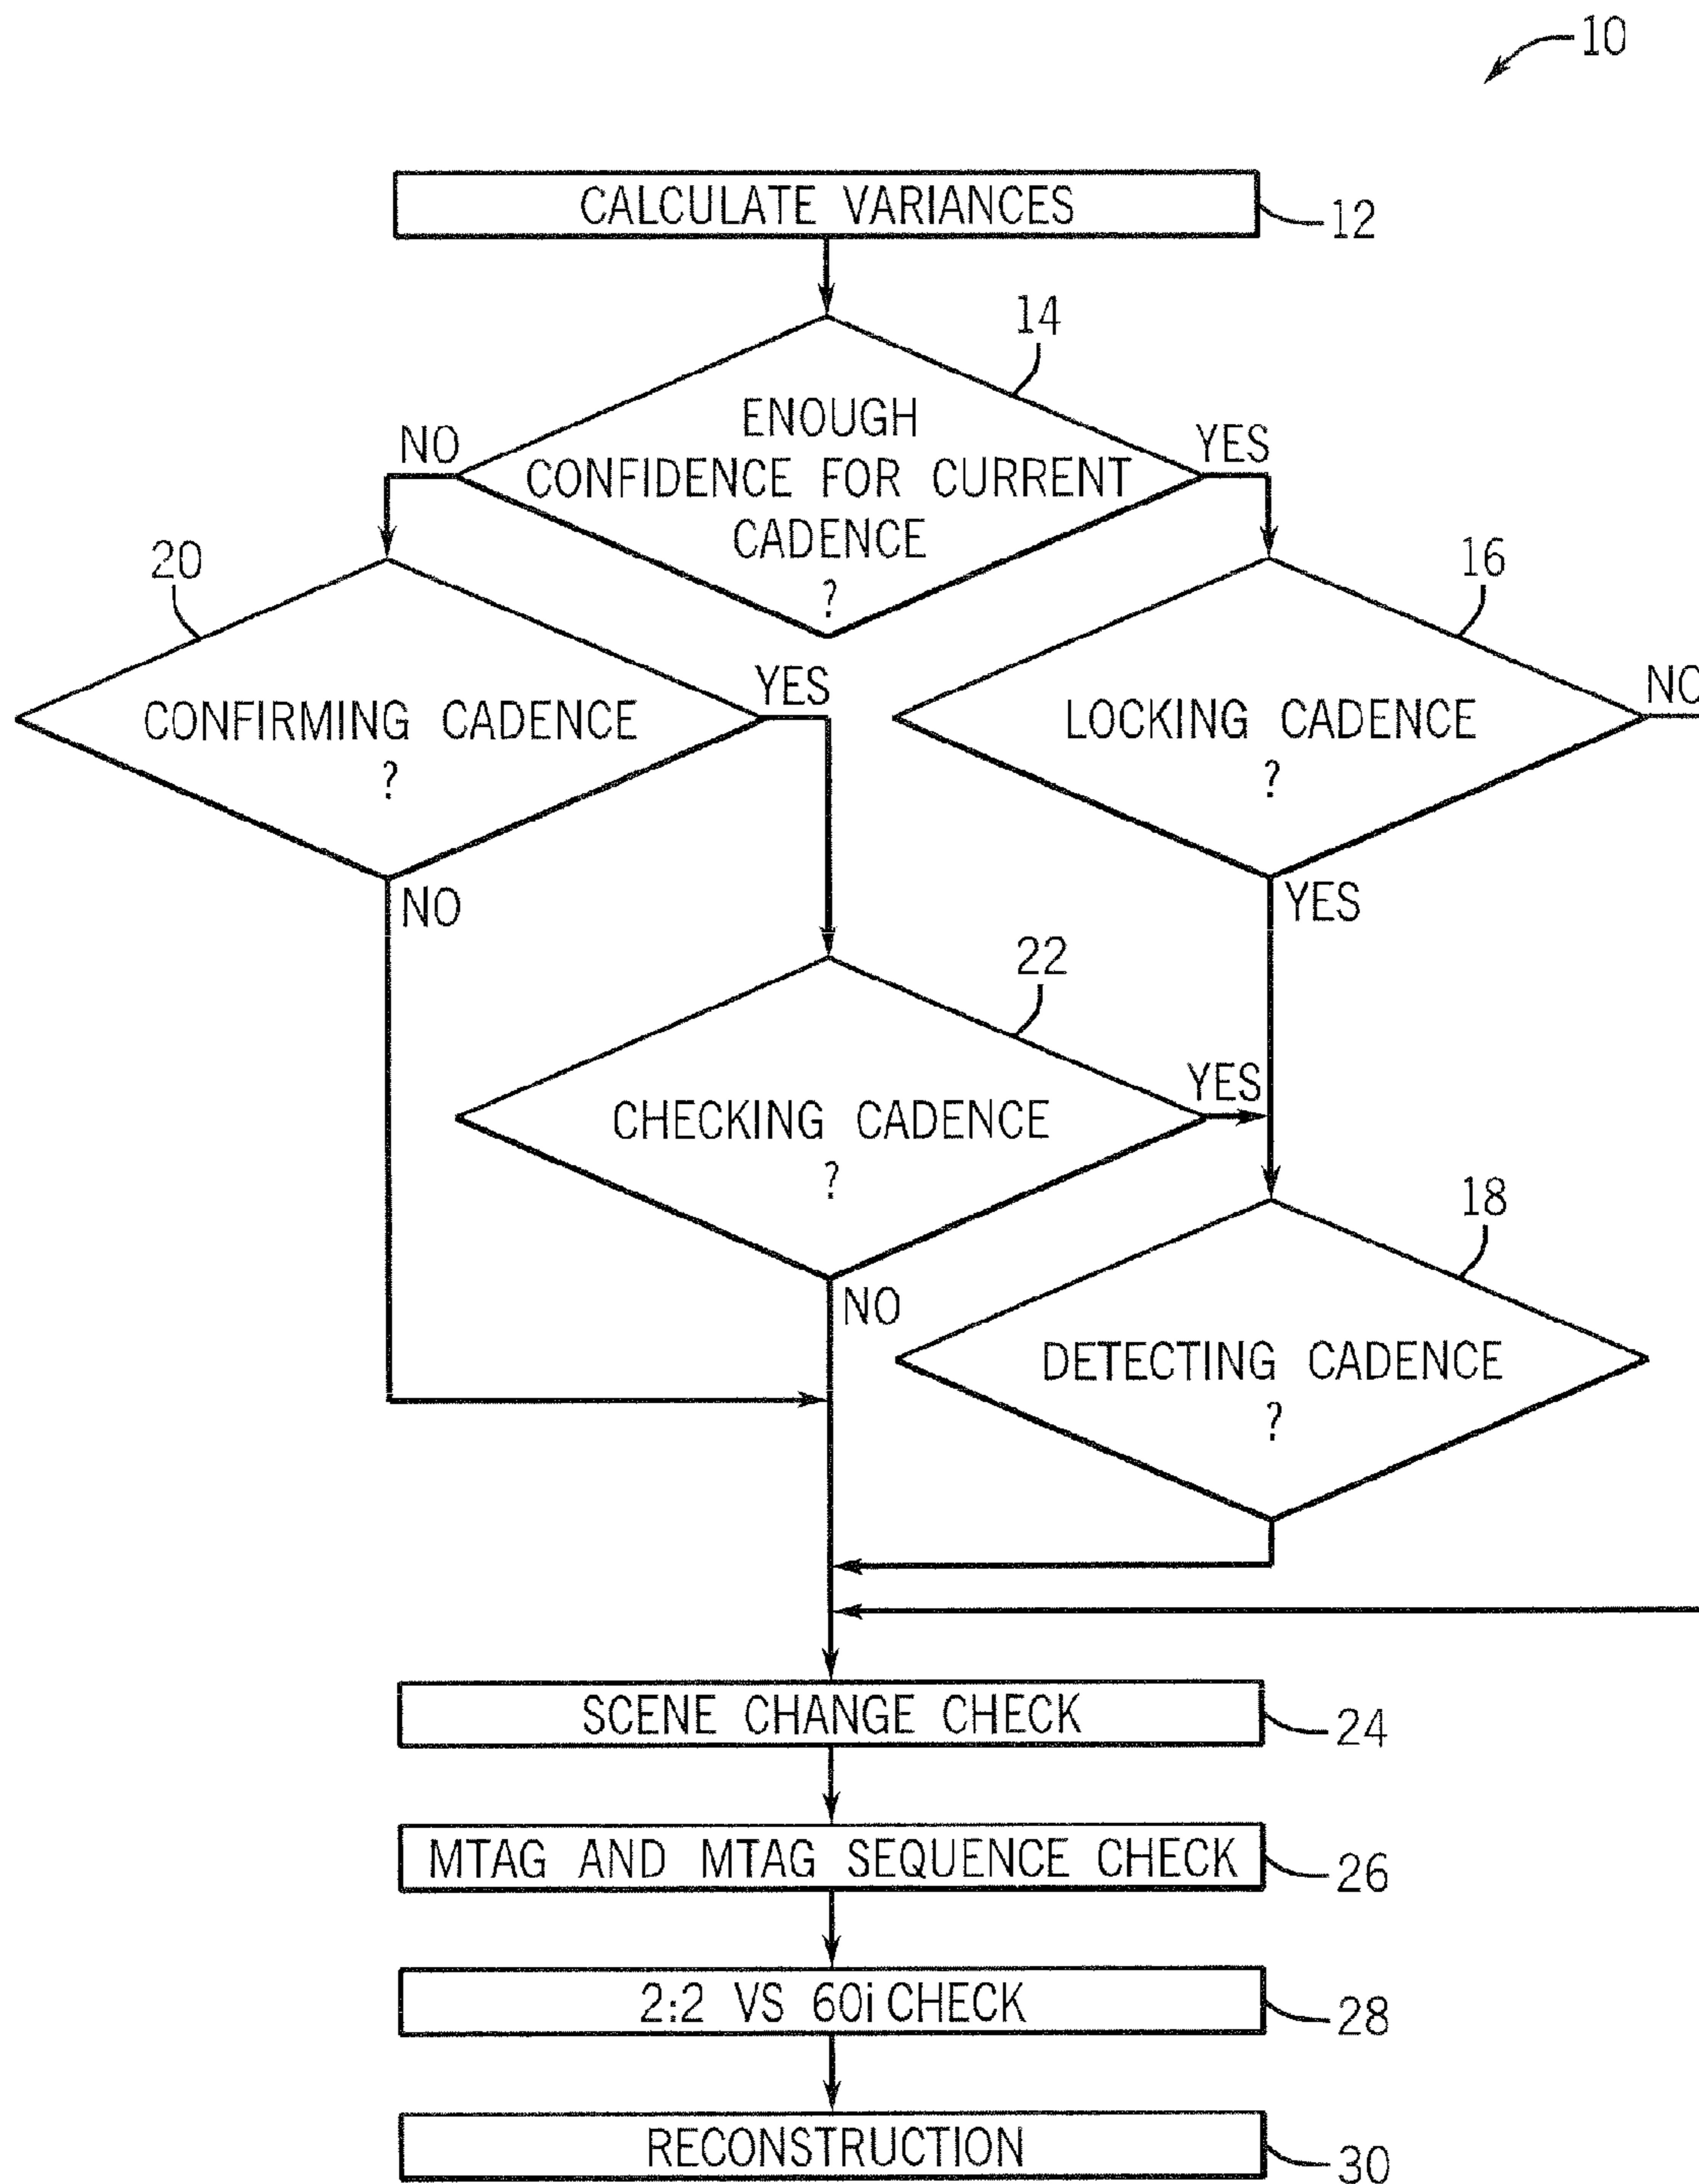 10
CALCULATE VARIANCES
12
14
ENOUGH
CONFIDENCE FOR CURRENT
CADENCE
?
NO
YES
20
16
CONFIRMING CADENCE
?
YES
LOCKING CADENCE
?
NO
NO
YES
22
CHECKING CADENCE
?
YES
18
NO
DETECTING CADENCE
?
SCENE CHANGE CHECK
24
MTAG AND MTAG SEQUENCE CHECK
26
2:2 VS 60i CHECK
28
RECONSTRUCTION
30